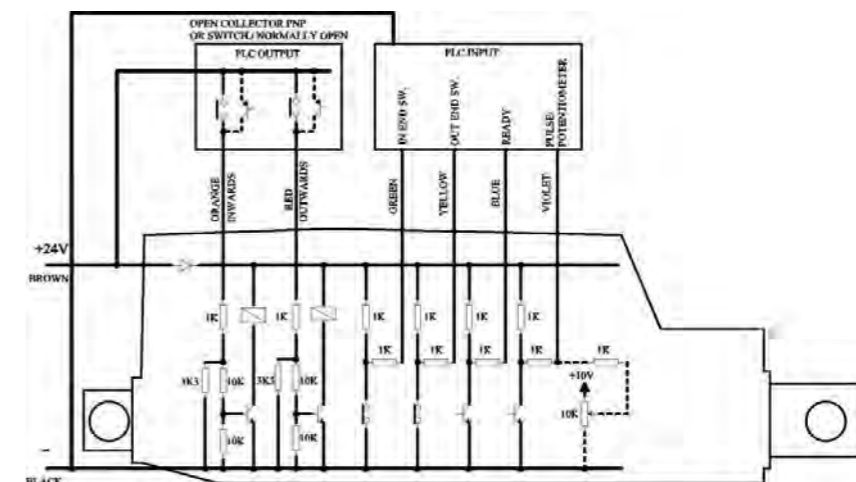 OPEN COLLECTOR PNP
OR SWITCH/NORMALLY OPEN
PLC OUTPUT
PLC INPUT
IN END SW.
OUT END SW.
READY
PULSE/
POTENTIOMETER
ORANGE
INWARDS
RED
OUTWARDS
GREEN
YELLOW
BLUE
VIOLET
+24V
BROWN
1K
1K
1K
1K
1K
1K
1K
1K
1K
1K
1K
3K3
10K
3K3
10K
+10V
10K
10K
10K
–
BLACK